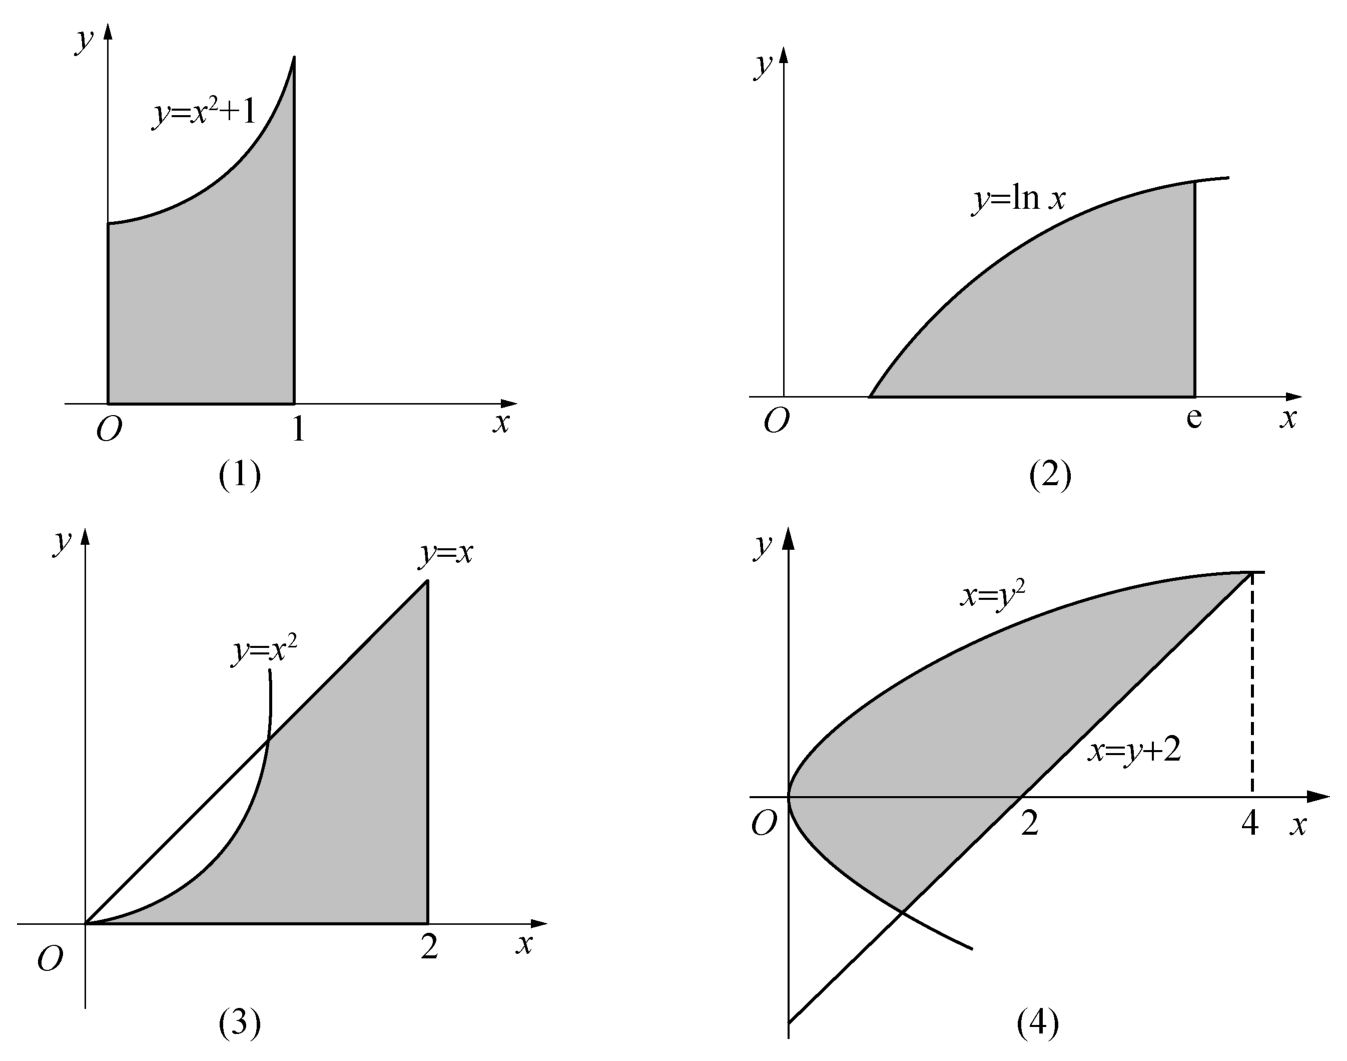 y
y=x²+1
O
1
x
(1)
y
y=ln x
O
e
x
(2)
y
y=x
y=x²
O
2
x
(3)
y
x=y²
x=y+2
O
2
4
x
(4)